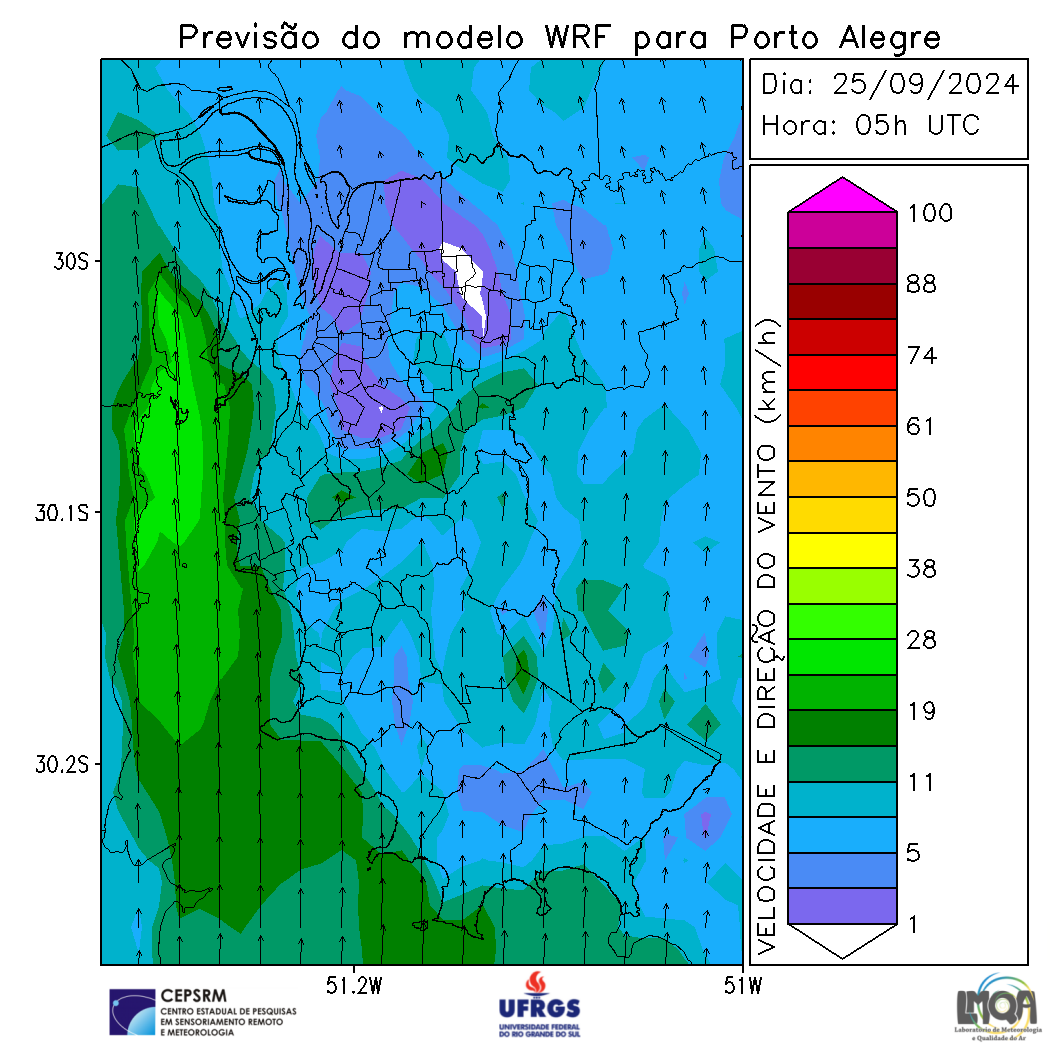 Previsão do modelo WRF para Porto Alegre
Dia: 25/09/2024
Hora: 05h UTC
30S
30.1S
30.2S
51.2W
51W
VELOCIDADE E DIREÇÃO DO VENTO (km/h)
100
88
74
61
50
38
28
19
11
5
1
CEPSRM
CENTRO ESTADUAL DE PESQUISAS
EM SENSORIAMENTO REMOTO
E METEOROLOGIA
UFRGS
UNIVERSIDADE FEDERAL
DO RIO GRANDE DO SUL
LMQA
Laboratório de Meteorologia
e Qualidade do Ar